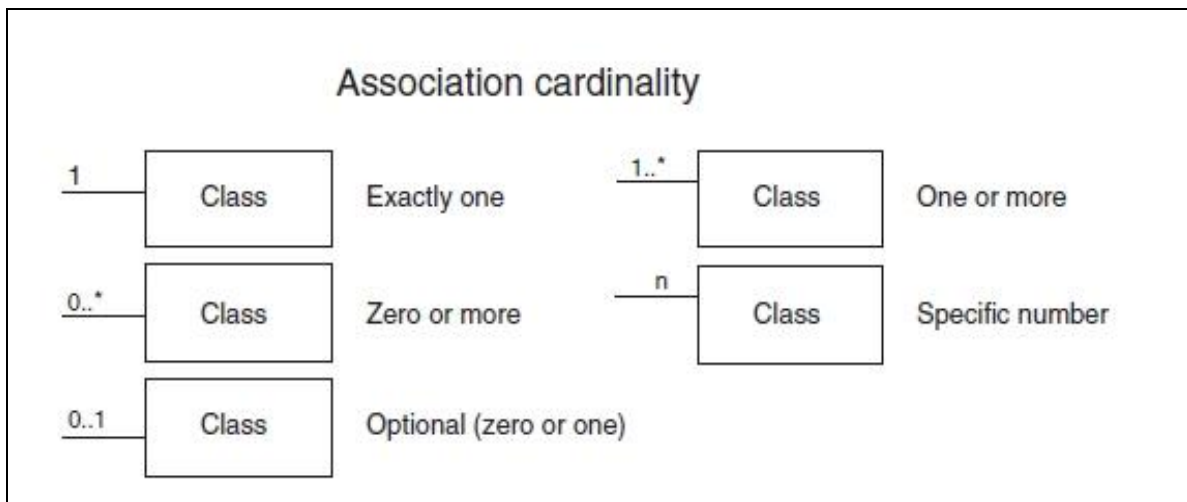 Association cardinality
1
Class
Exactly one
1..*
Class
One or more
0..*
Class
Zero or more
n
Class
Specific number
0..1
Class
Optional (zero or one)